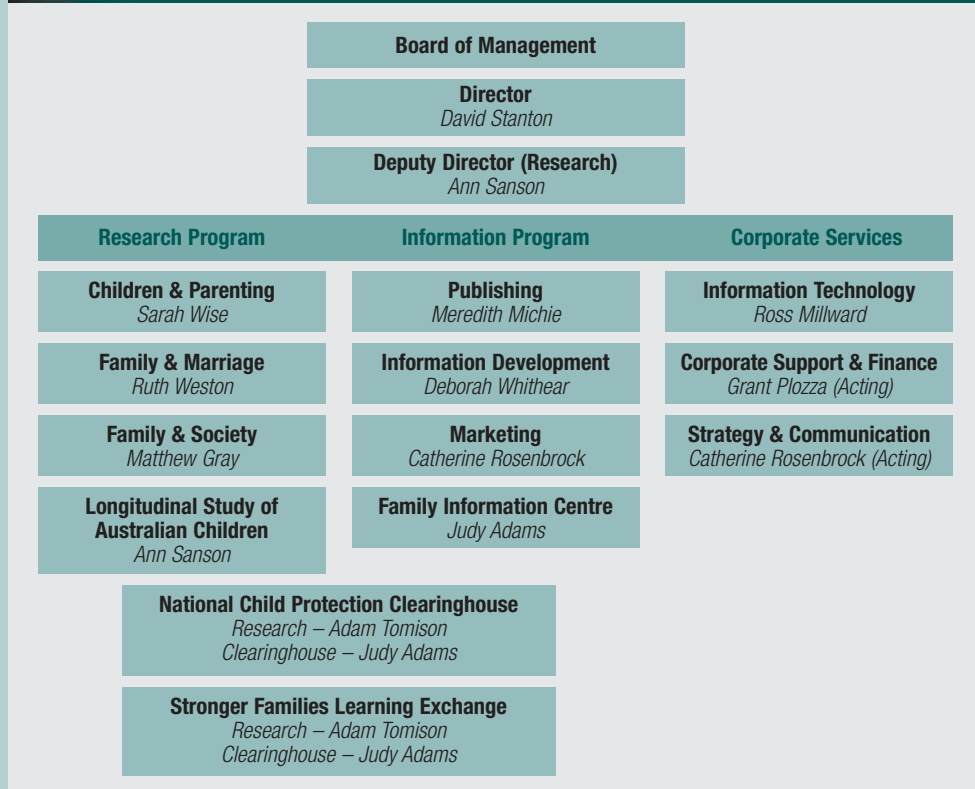 Board of Management
Director
David Stanton
Deputy Director (Research)
Ann Sanson
Research Program
Information Program
Corporate Services
Children & Parenting
Sarah Wise
Publishing
Meredith Michie
Information Technology
Ross Millward
Family & Marriage
Ruth Weston
Information Development
Deborah Whithear
Corporate Support & Finance
Grant Plozza (Acting)
Family & Society
Matthew Gray
Marketing
Catherine Rosenbrock
Strategy & Communication
Catherine Rosenbrock (Acting)
Longitudinal Study of
Australian Children
Ann Sanson
Family Information Centre
Judy Adams
National Child Protection Clearinghouse
Research – Adam Tomison
Clearinghouse – Judy Adams
Stronger Families Learning Exchange
Research – Adam Tomison
Clearinghouse – Judy Adams